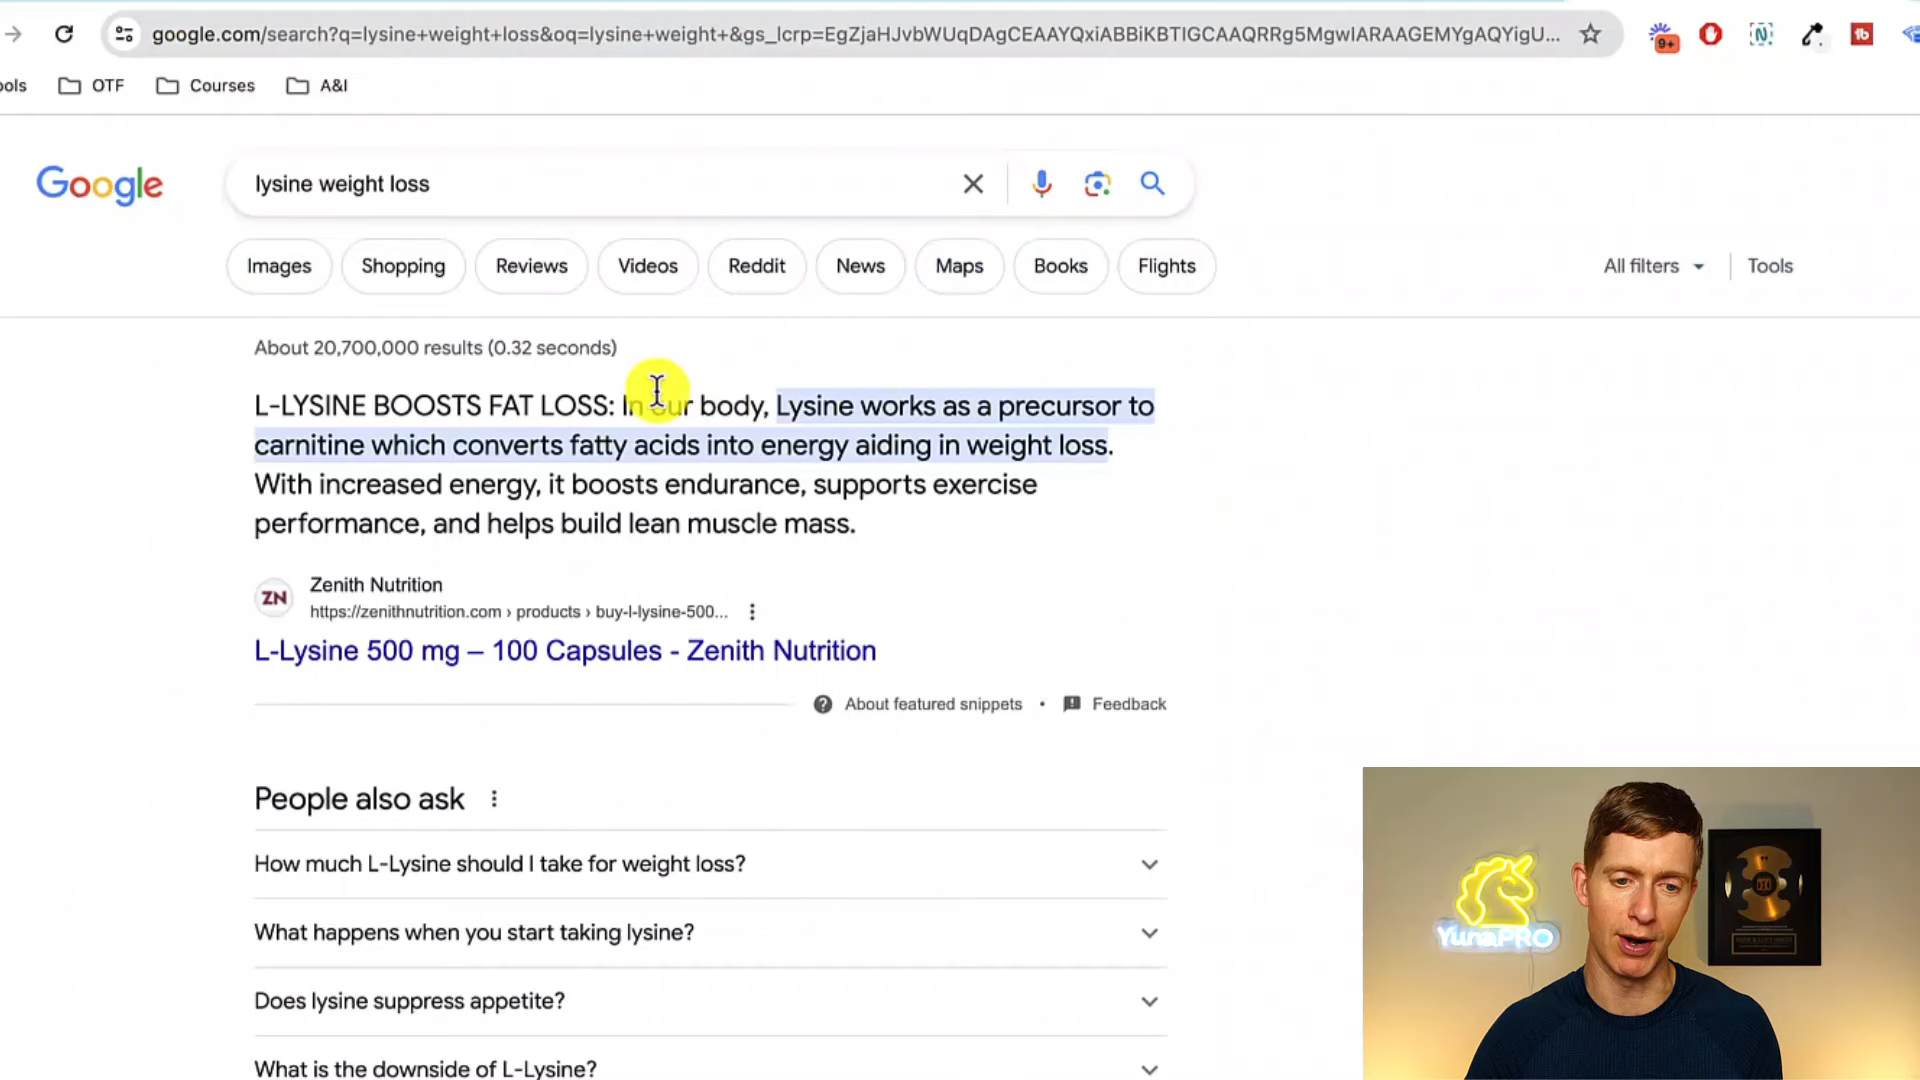 google.com/search?q=lysine+weight+loss&oq=lysine+weight+&gs_lcrp=EgZjaHJvbWUqDAgCEAAYQxiABBiKBTIGCAAQRRg5MgwIARAAGEMYgAQYigU...
9+
N
tb
ools
OTF
Courses
A&I
Google
lysine weight loss
Images
Shopping
Reviews
Videos
Reddit
News
Maps
Books
Flights
All filters
Tools
About 20,700,000 results (0.32 seconds)
L-LYSINE BOOSTS FAT LOSS: In our body, Lysine works as a precursor to
carnitine which converts fatty acids into energy aiding in weight loss.
With increased energy, it boosts endurance, supports exercise
performance, and helps build lean muscle mass.
ZN
Zenith Nutrition
https://zenithnutrition.com › products › buy-l-lysine-500...
L-Lysine 500 mg – 100 Capsules - Zenith Nutrition
About featured snippets • Feedback
People also ask
How much L-Lysine should I take for weight loss?
What happens when you start taking lysine?
Does lysine suppress appetite?
What is the downside of L-Lysine?
YunaPRO